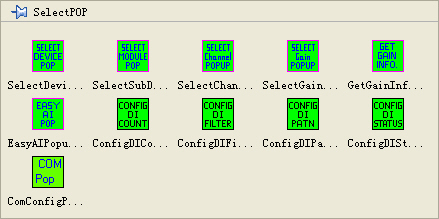 SelectPOP
SELECT DEVICE POP
SELECT MODULE POP
SELECT Channel POPUP
SELECT Gain POPUP
GET GAIN INFO.
SelectDevi...
SelectSubD...
SelectChan...
SelectGain...
GetGainInf...
EASY AI POP
CONFIG DI COUNT
CONFIG DI FILTER
CONFIG DI PATN
CONFIG DI STATUS
EasyAIPopu...
ConfigDICo...
ConfigDIFi...
ConfigDIPa...
ConfigDISt...
COM Pop
ComConfigP...